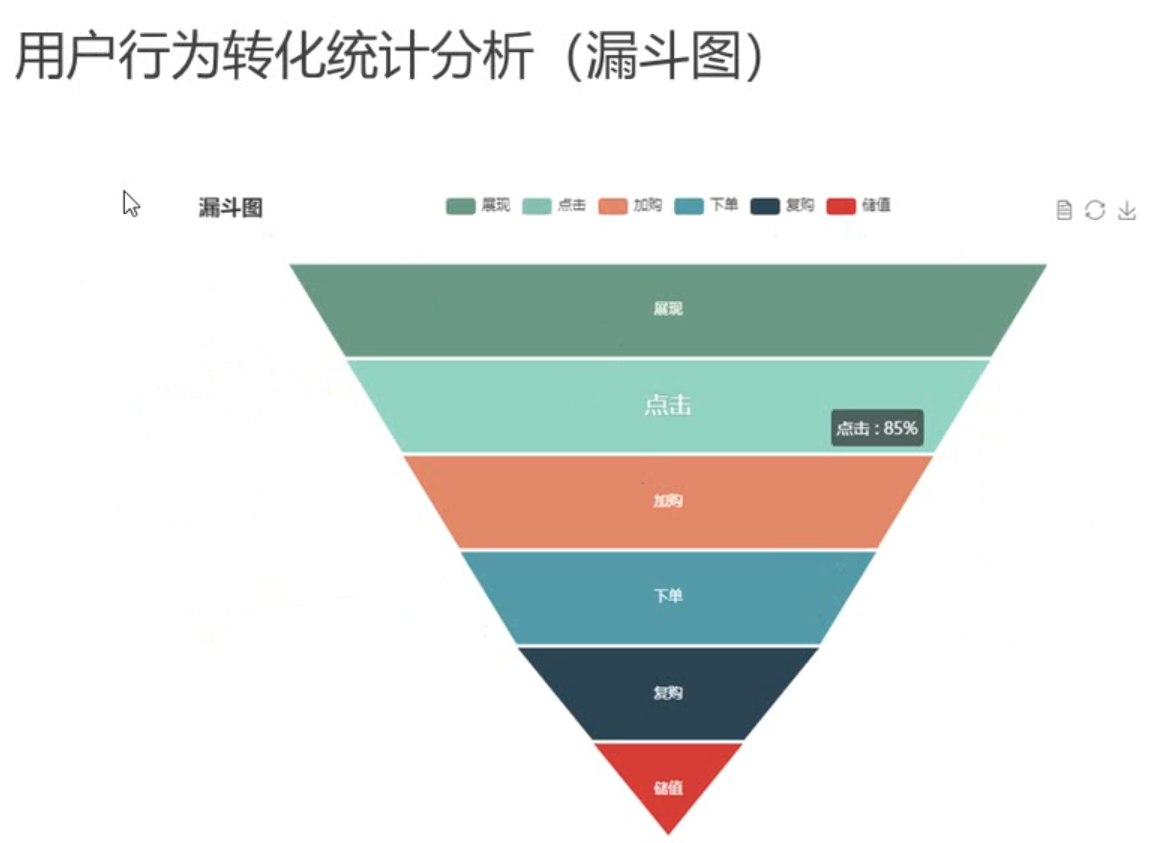 用户行为转化统计分析（漏斗图）
漏斗图
展现 点击 加购 下单 复购 储值
展现
点击
点击 : 85%
加购
下单
复购
储值